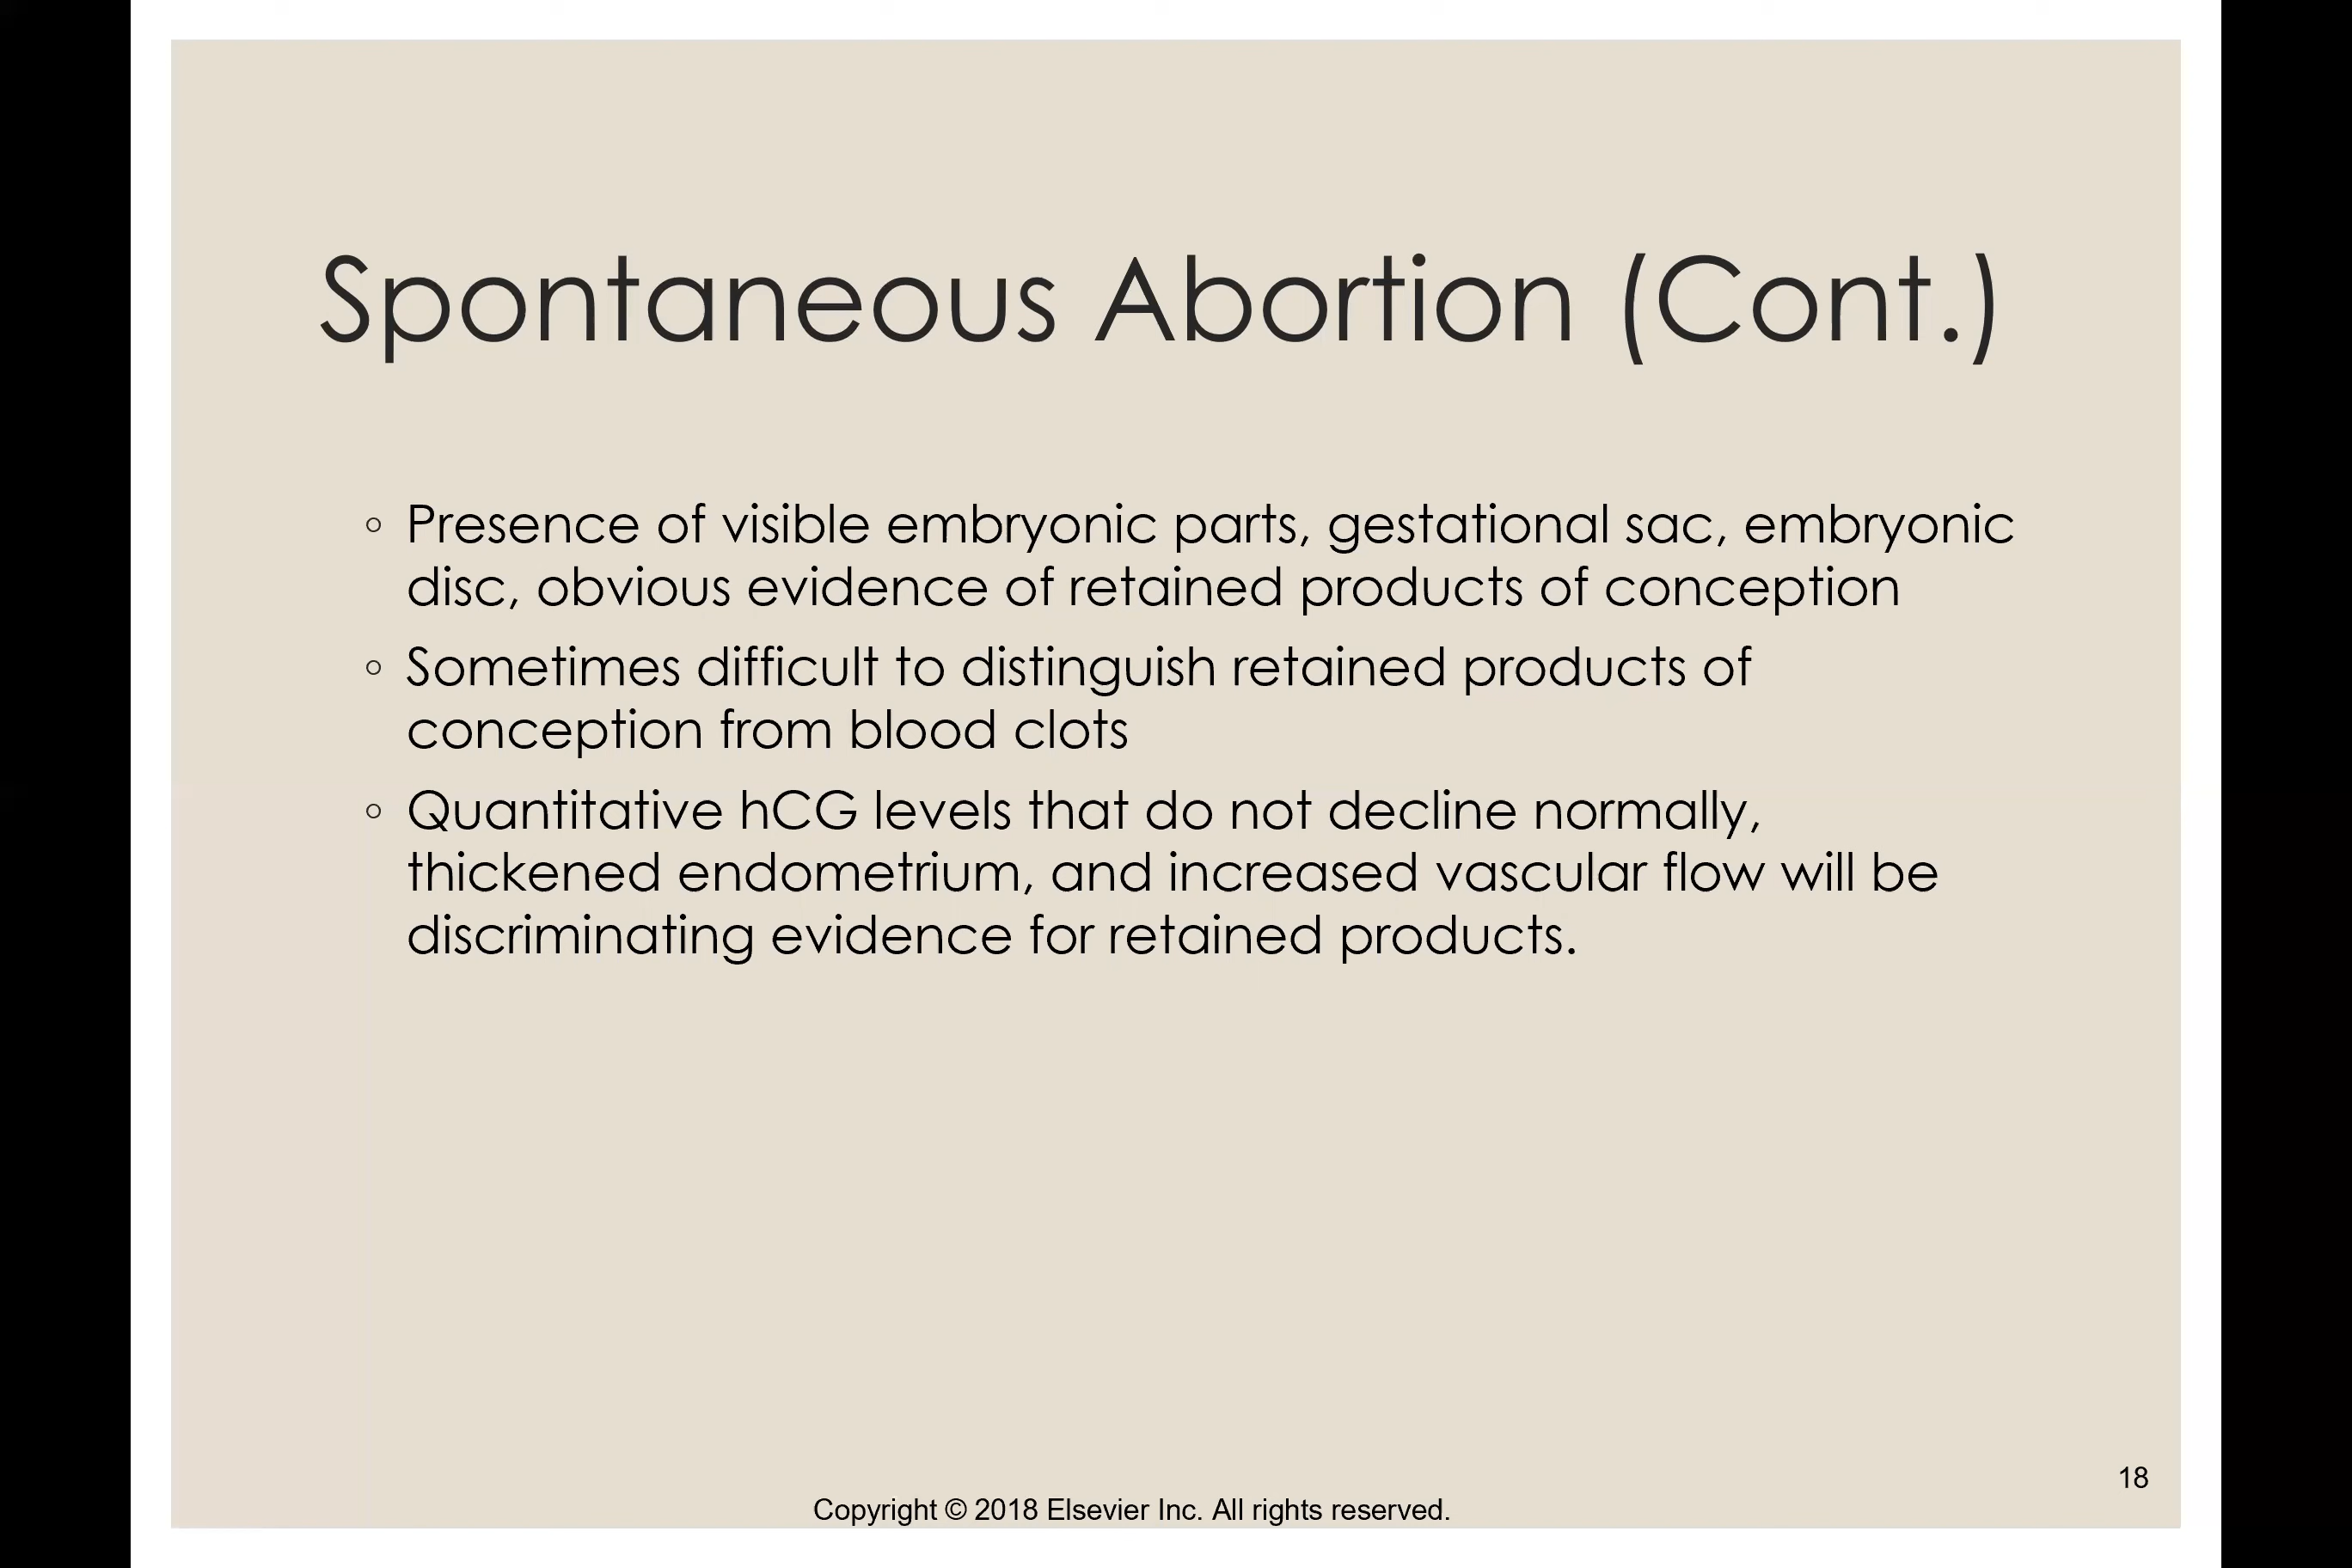 Spontaneous Abortion (Cont.)
◦ Presence of visible embryonic parts, gestational sac, embryonic
disc, obvious evidence of retained products of conception
◦ Sometimes difficult to distinguish retained products of
conception from blood clots
◦ Quantitative hCG levels that do not decline normally,
thickened endometrium, and increased vascular flow will be
discriminating evidence for retained products.
18
Copyright © 2018 Elsevier Inc. All rights reserved.